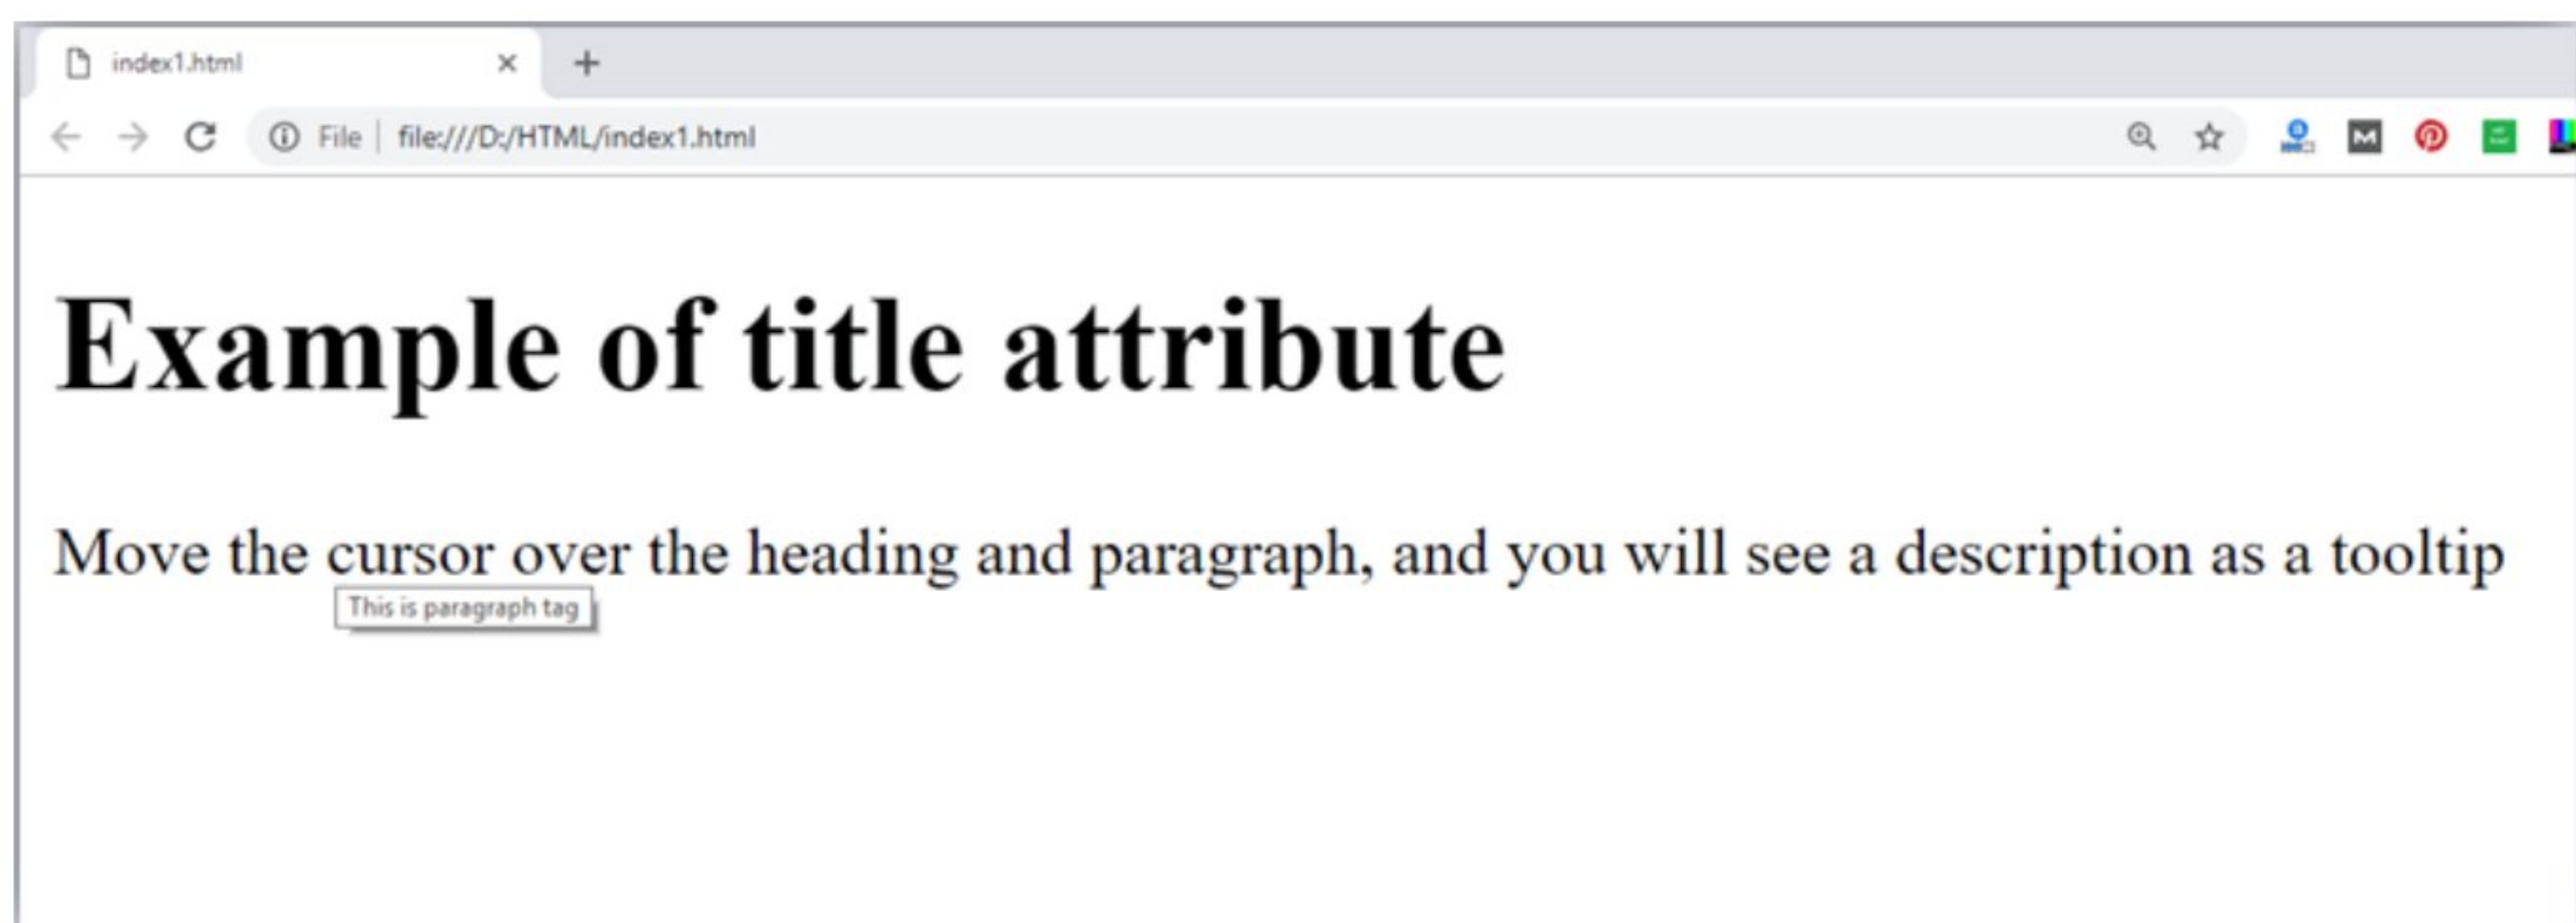 index1.html
File file:///D:/HTML/index1.html
Example of title attribute
Move the cursor over the heading and paragraph, and you will see a description as a tooltip
This is paragraph tag